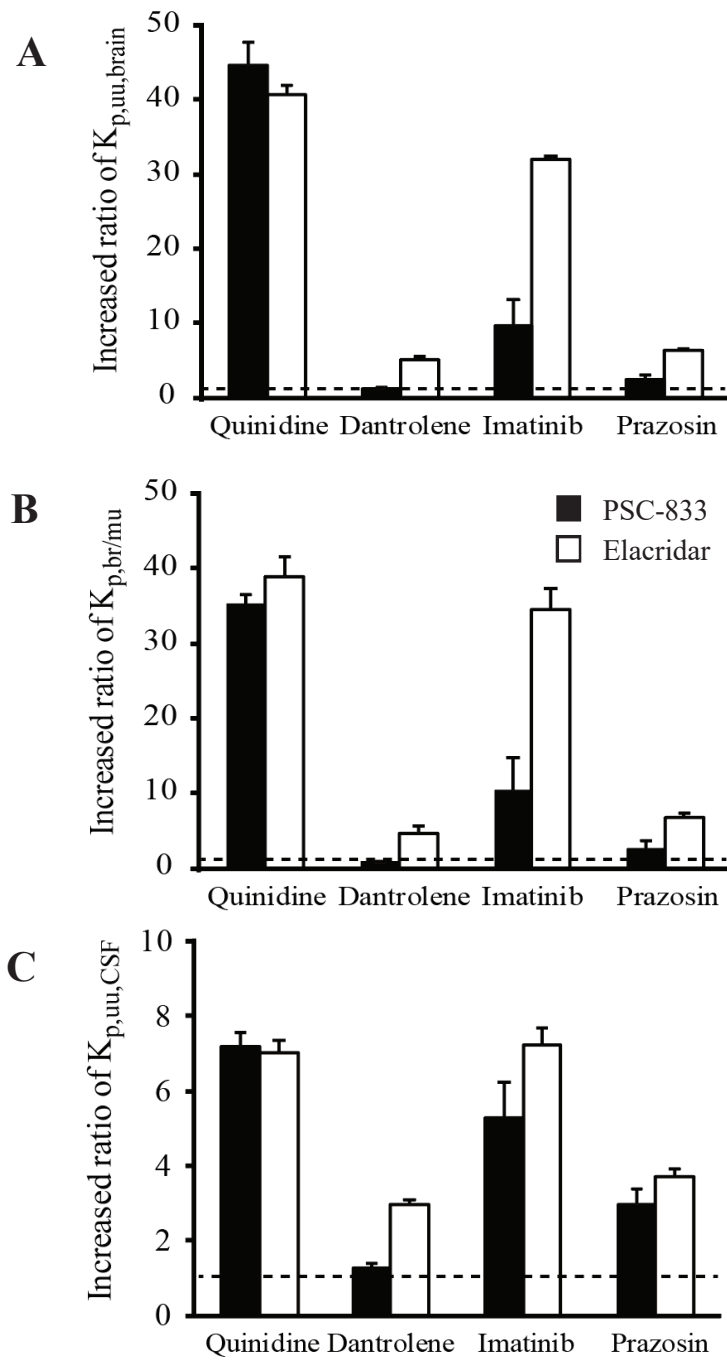 A
Increased ratio of Kp,uu,brain
50
40
30
20
10
0
Quinidine Dantrolene Imatinib Prazosin
B
Increased ratio of Kp,br/mu
50
40
30
20
10
0
PSC-833
Elacridar
Quinidine Dantrolene Imatinib Prazosin
C
Increased ratio of Kp,uu,CSF
10
8
6
4
2
0
Quinidine Dantrolene Imatinib Prazosin